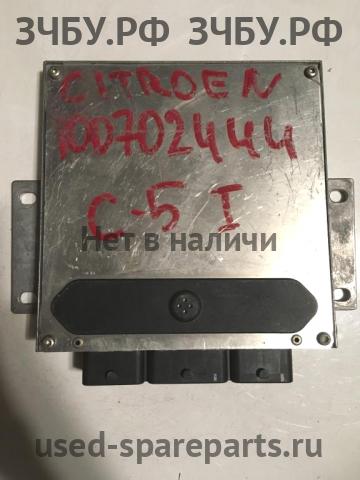 ЗЧБУ.РФ ЗЧБУ.РФ
CITROEN
100702444
C-5 I
Нет в наличи
used-spareparts.ru